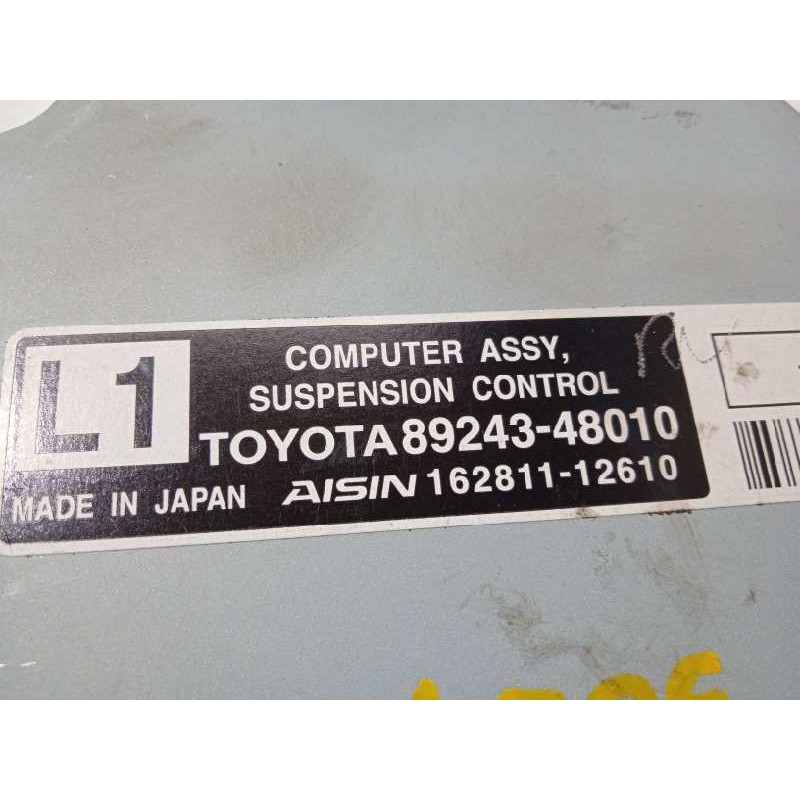 L1
COMPUTER ASSY,
SUSPENSION CONTROL
TOYOTA 89243-48010
MADE IN JAPAN AISIN 162811-12610